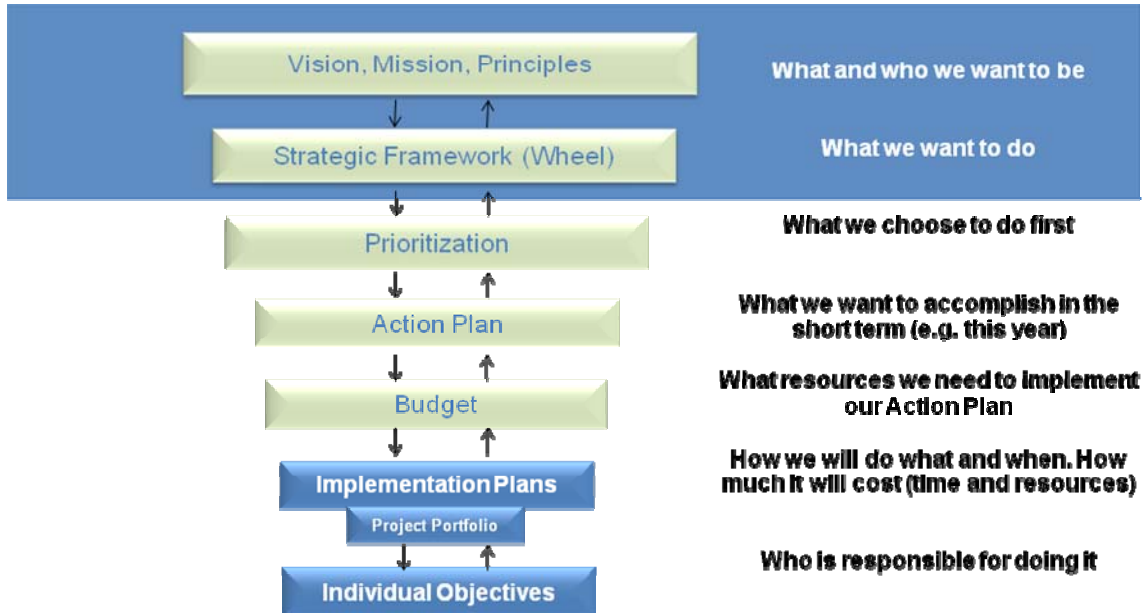 Vision, Mission, Principles
What and who we want to be
Strategic Framework (Wheel)
What we want to do
Prioritization
What we choose to do first
Action Plan
What we want to accomplish in the
short term (e.g. this year)
Budget
What resources we need to implement
our Action Plan
Implementation Plans
Project Portfolio
How we will do what and when. How
much it will cost (time and resources)
Individual Objectives
Who is responsible for doing it